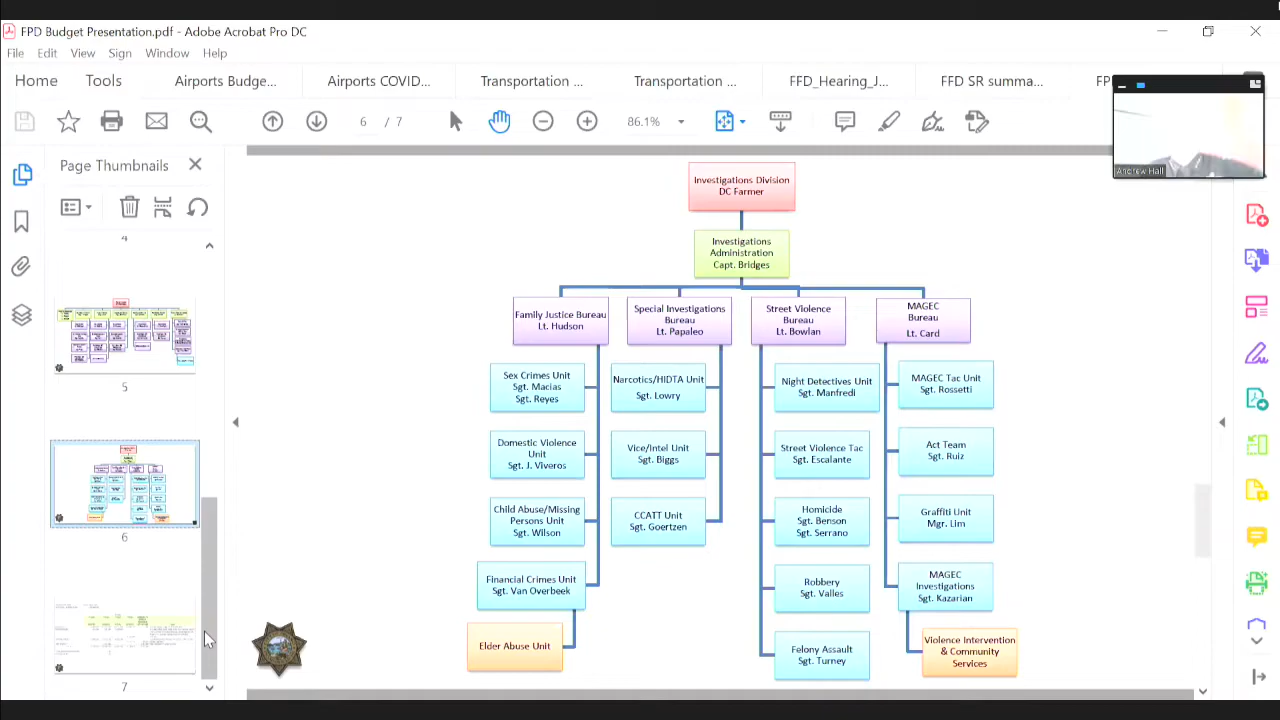 FPD Budget Presentation.pdf - Adobe Acrobat Pro DC
File Edit View Sign Window Help
Home Tools Airports Budge... Airports COVID... Transportation ... Transportation ... FFD_Hearing_J... FFD SR summa... FP
6 / 7 86.1%
Andrew Hall
Page Thumbnails
4
5
6
7
Investigations Division
DC Farmer
Investigations
Administration
Capt. Bridges
Family Justice Bureau
Lt. Hudson
Special Investigations
Bureau
Lt. Papaleo
Street Violence
Bureau
Lt. Bowlan
MAGEC
Bureau
Lt. Card
Sex Crimes Unit
Sgt. Macias
Sgt. Reyes
Narcotics/HIDTA Unit
Sgt. Lowry
Night Detectives Unit
Sgt. Manfredi
MAGEC Tac Unit
Sgt. Rossetti
Domestic Violence
Unit
Sgt. J. Viveros
Vice/Intel Unit
Sgt. Biggs
Street Violence Tac
Sgt. Escalante
Act Team
Sgt. Ruiz
Child Abuse/Missing
Persons Unit
Sgt. Wilson
CCATT Unit
Sgt. Goertzen
Homicide
Sgt. Benson
Sgt. Serrano
Graffiti Unit
Mgr. Lim
Financial Crimes Unit
Sgt. Van Overbeek
Robbery
Sgt. Valles
MAGEC
Investigations
Sgt. Kazarian
Elder Abuse Unit
Felony Assault
Sgt. Turney
Violence Intervention
& Community
Services